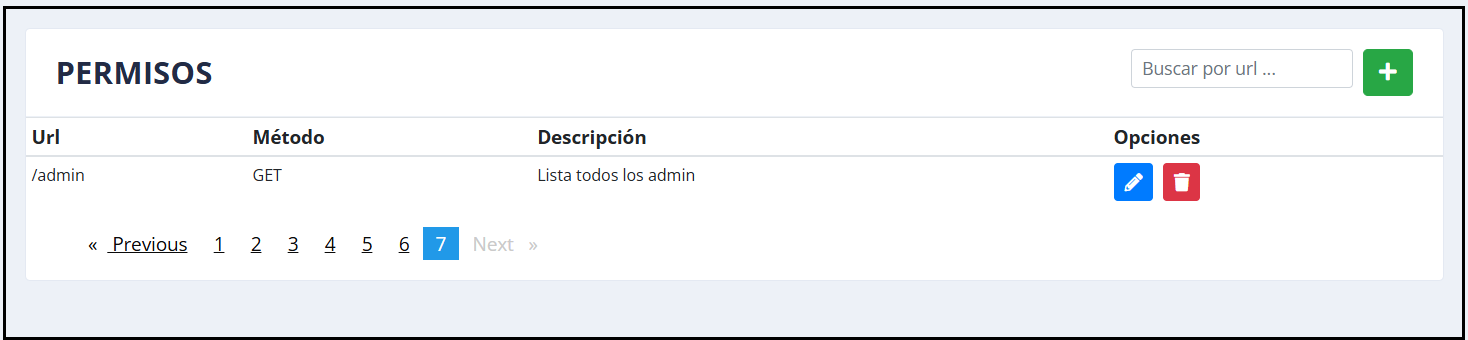 PERMISOS
Buscar por url ...
Url Método Descripción Opciones
/admin GET Lista todos los admin
« Previous 1 2 3 4 5 6 7 Next »